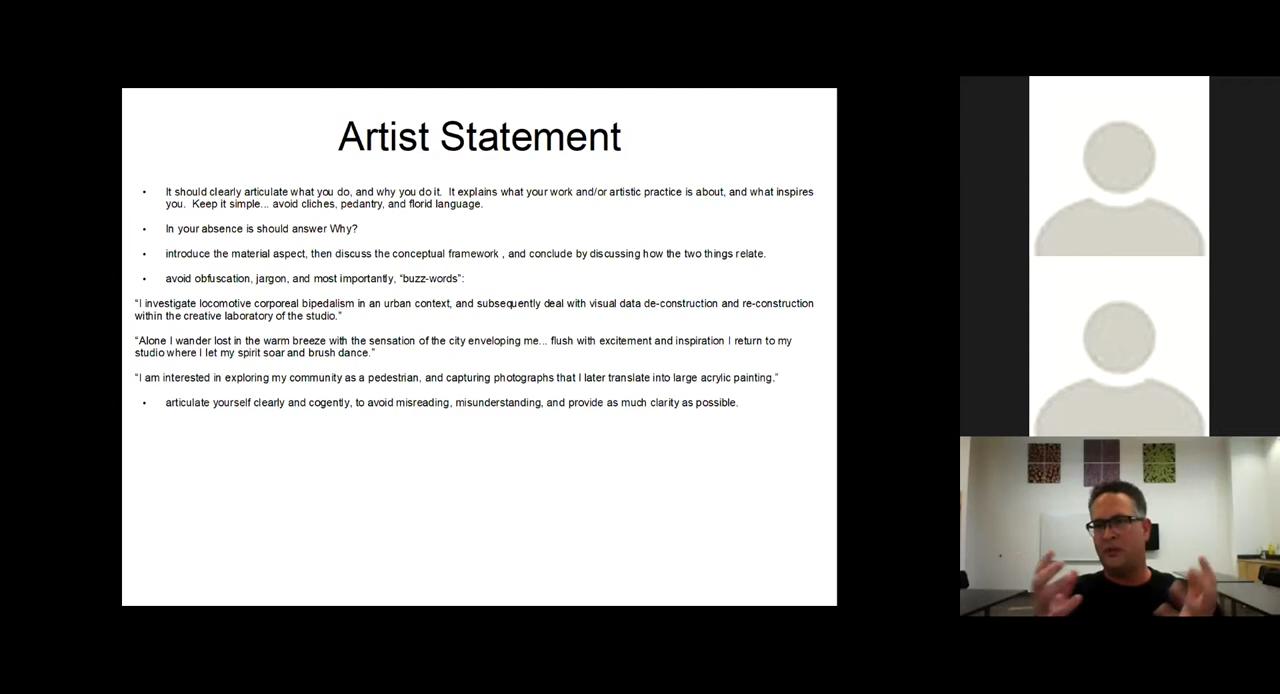 Artist Statement
• It should clearly articulate what you do, and why you do it.  It explains what your work and/or artistic practice is about, and what inspires
you.  Keep it simple... avoid cliches, pedantry, and florid language.
• In your absence is should answer Why?
• introduce the material aspect, then discuss the conceptual framework , and conclude by discussing how the two things relate.
• avoid obfuscation, jargon, and most importantly, “buzz-words”:
“I investigate locomotive corporeal bipedalism in an urban context, and subsequently deal with visual data de-construction and re-construction
within the creative laboratory of the studio.”
“Alone I wander lost in the warm breeze with the sensation of the city enveloping me... flush with excitement and inspiration I return to my
studio where I let my spirit soar and brush dance.”
“I am interested in exploring my community as a pedestrian, and capturing photographs that I later translate into large acrylic painting.”
• articulate yourself clearly and cogently, to avoid misreading, misunderstanding, and provide as much clarity as possible.